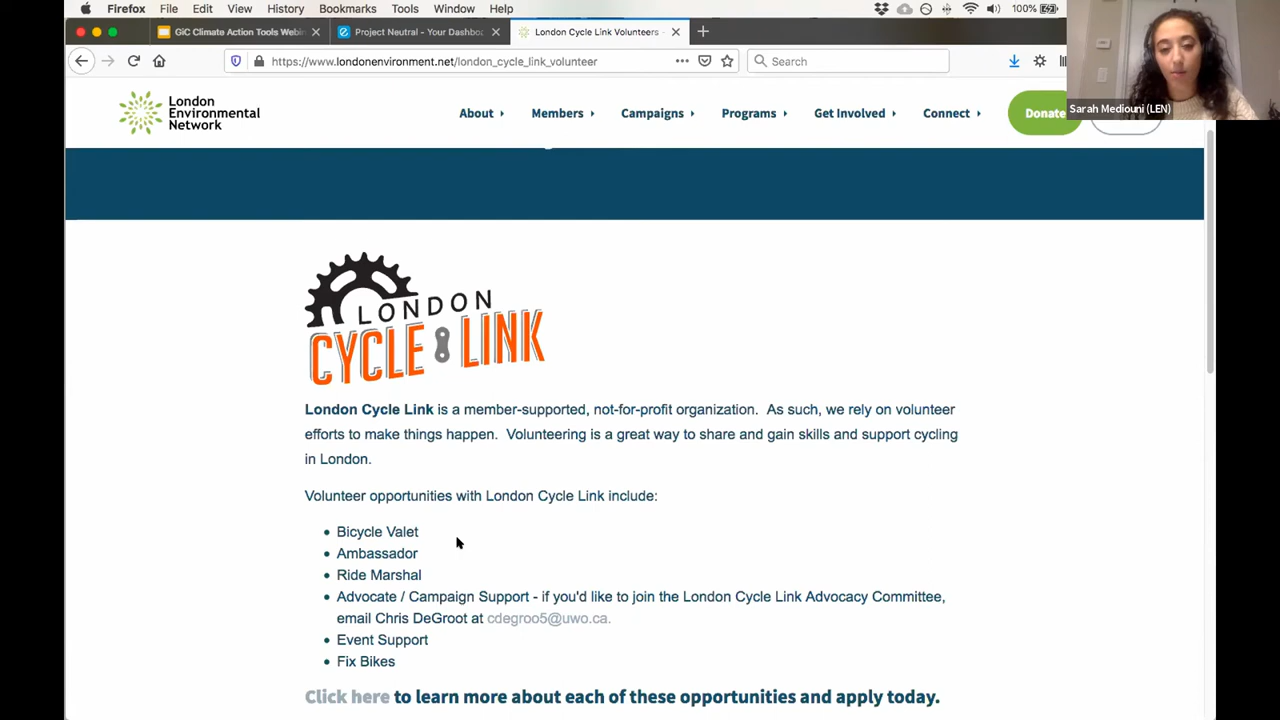 Firefox File Edit View History Bookmarks Tools Window Help 100%
GiC Climate Action Tools Webin
Project Neutral - Your Dashbo
London Cycle Link Volunteers -
https://www.londonenvironment.net/london_cycle_link_volunteer
Search
Sarah Mediouni (LEN)
London
Environmental
Network
About Members Campaigns Programs Get Involved Connect Donate
LONDON
CYCLE LINK
London Cycle Link is a member-supported, not-for-profit organization. As such, we rely on volunteer
efforts to make things happen. Volunteering is a great way to share and gain skills and support cycling
in London.
Volunteer opportunities with London Cycle Link include:
• Bicycle Valet
• Ambassador
• Ride Marshal
• Advocate / Campaign Support - if you'd like to join the London Cycle Link Advocacy Committee,
email Chris DeGroot at cdegroo5@uwo.ca.
• Event Support
• Fix Bikes
Click here to learn more about each of these opportunities and apply today.